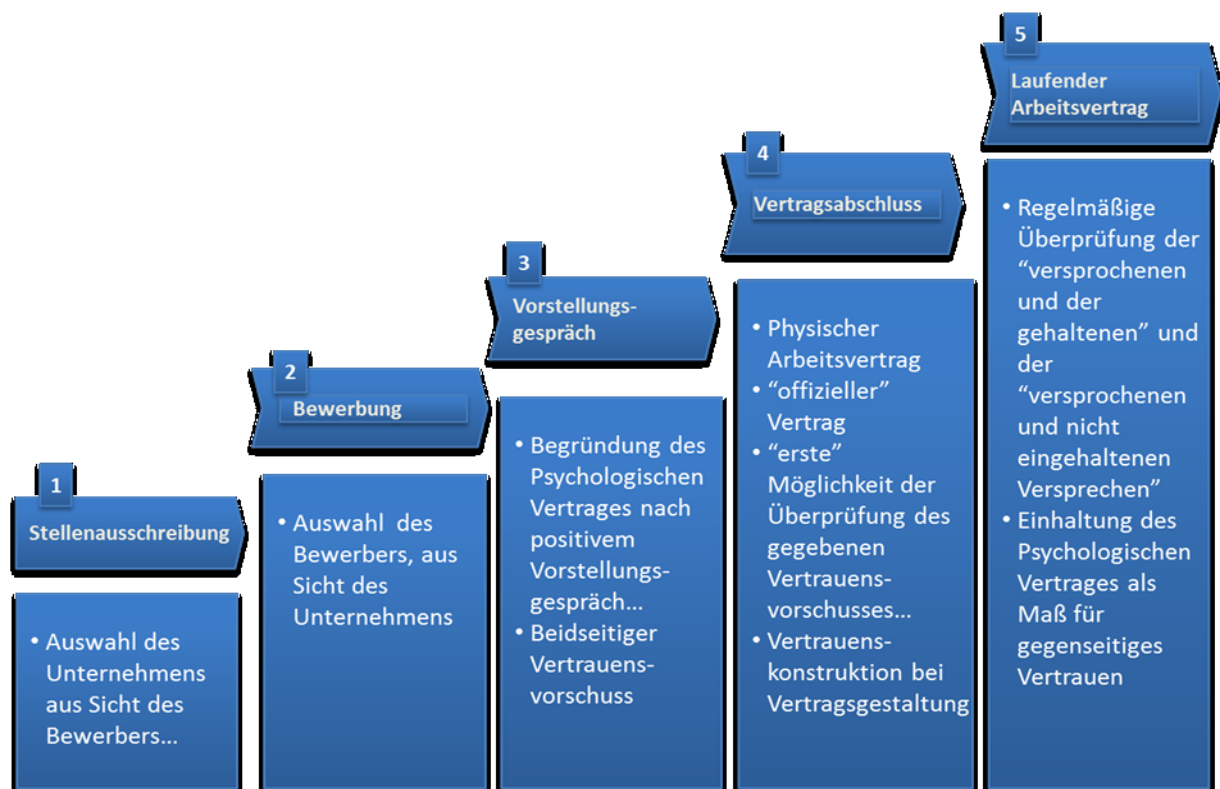 1
Stellenausschreibung
• Auswahl des
Unternehmens
aus Sicht des
Bewerbers...
2
Bewerbung
• Auswahl des
Bewerbers, aus
Sicht des
Unternehmens
3
Vorstellungs-
gespräch
• Begründung des
Psychologischen
Vertrages nach
positivem
Vorstellungs-
gespräch...
• Beidseitiger
Vertrauens-
vorschuss
4
Vertragsabschluss
• Physischer
Arbeitsvertrag
• “offizieller”
Vertrag
• “erste”
Möglichkeit der
Überprüfung des
gegebenen
Vertrauens-
vorschusses...
• Vertrauens-
konstruktion bei
Vertragsgestaltung
5
Laufender
Arbeitsvertrag
• Regelmäßige
Überprüfung der
“versprochenen
und der
gehaltenen” und
der
“versprochenen
und nicht
eingehaltenen
Versprechen”
• Einhaltung des
Psychologischen
Vertrages als
Maß für
gegenseitiges
Vertrauen